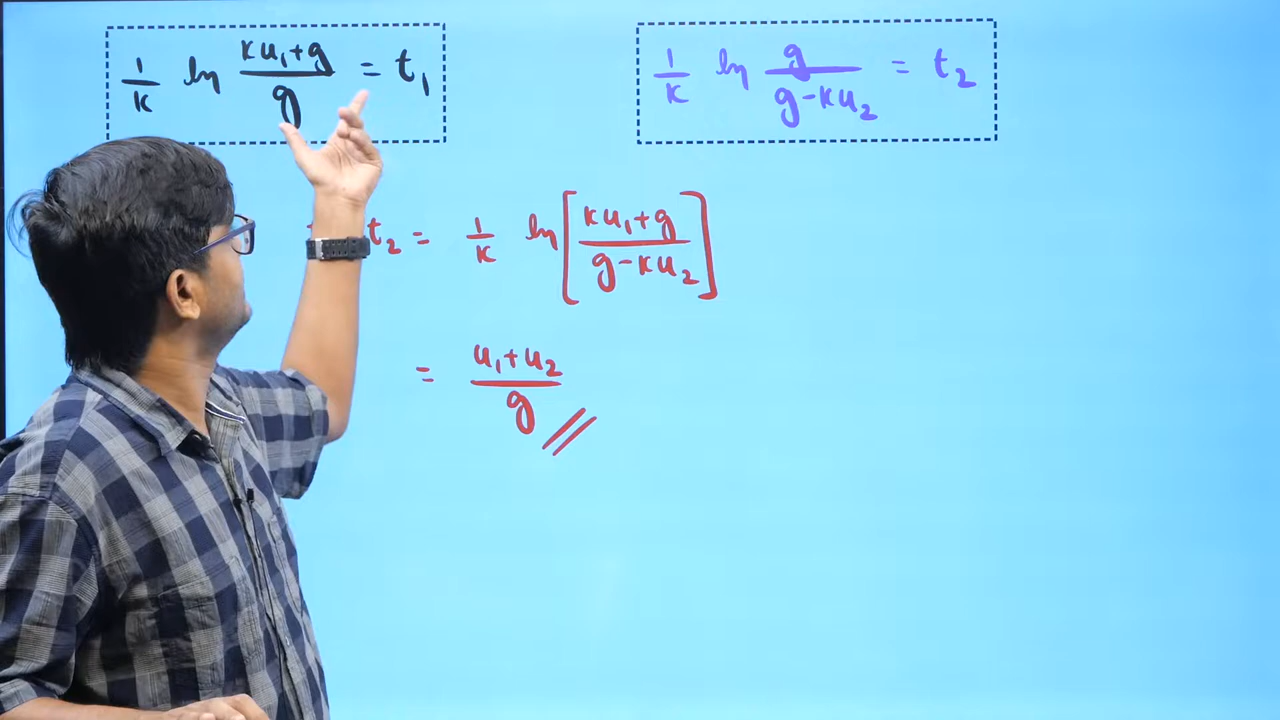 1/K ln (Ku₁+g)/g = t₁
1/K ln g/(g-Ku₂) = t₂
t₂ = 1/K ln [(Ku₁+g)/(g-Ku₂)]
= (u₁+u₂)/g //